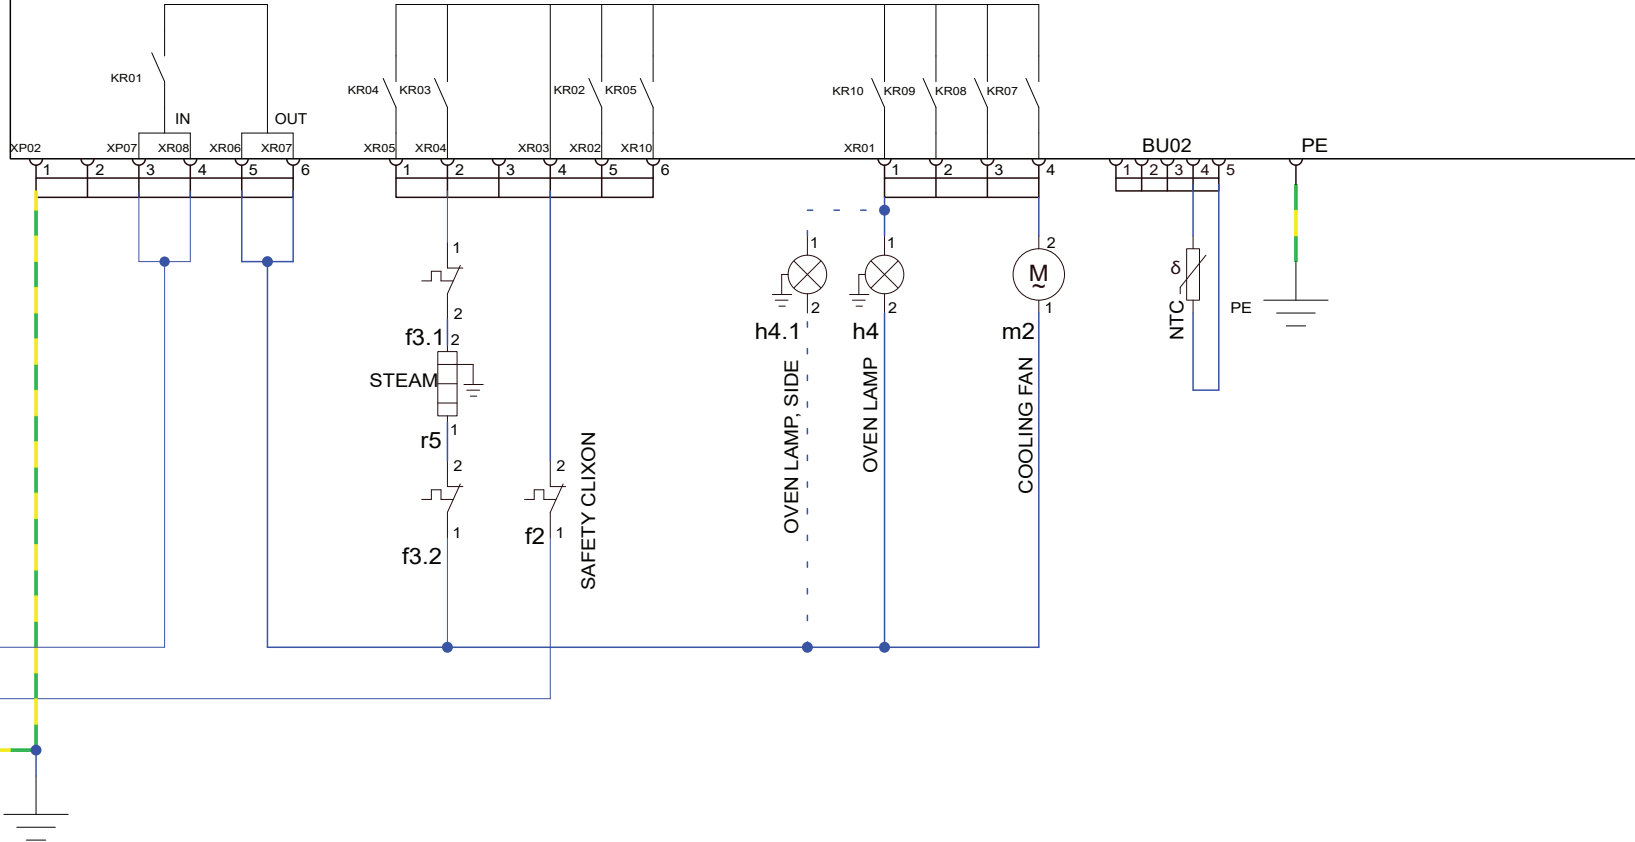 KR01
IN
OUT
KR04
KR03
KR02
KR05
KR10
KR09
KR08
KR07
XP02
XP07
XR08
XR06
XR07
XR05
XR04
XR03
XR02
XR10
XR01
BU02
PE
1 2 3 4 5 6
1 2 3 4 5 6
1 2 3 4
1 2 3 4 5
1
2
f3.1
2
STEAM
1
r5
2
1
f3.2
2
1
f2
SAFETY CLIXON
1
2
h4.1
OVEN LAMP, SIDE
1
2
h4
OVEN LAMP
2
M
~
1
m2
COOLING FAN
δ
NTC
PE